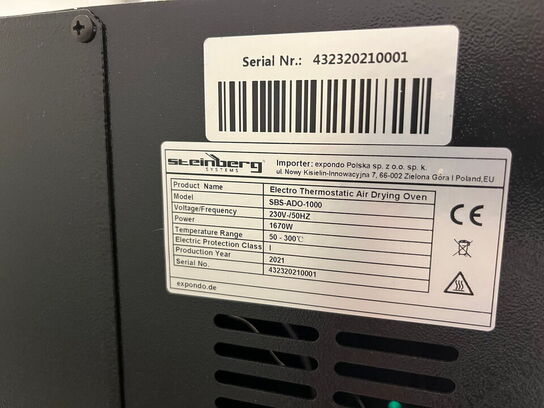 Serial Nr.: 432320210001
steinberg
SYSTEMS
Importer: expondo Polska sp. z o.o. sp. k.
ul. Nowy Kisielin-Innowacyjna 7, 66-002 Zielona Góra I Poland,EU
Product Name Electro Thermostatic Air Drying Oven
Model SBS-ADO-1000
Voltage/Frequency 230V~/50HZ
Power 1670W
Temperature Range 50 - 300℃
Electric Protection Class I
Production Year 2021
Serial No. 432320210001
expondo.de
CE